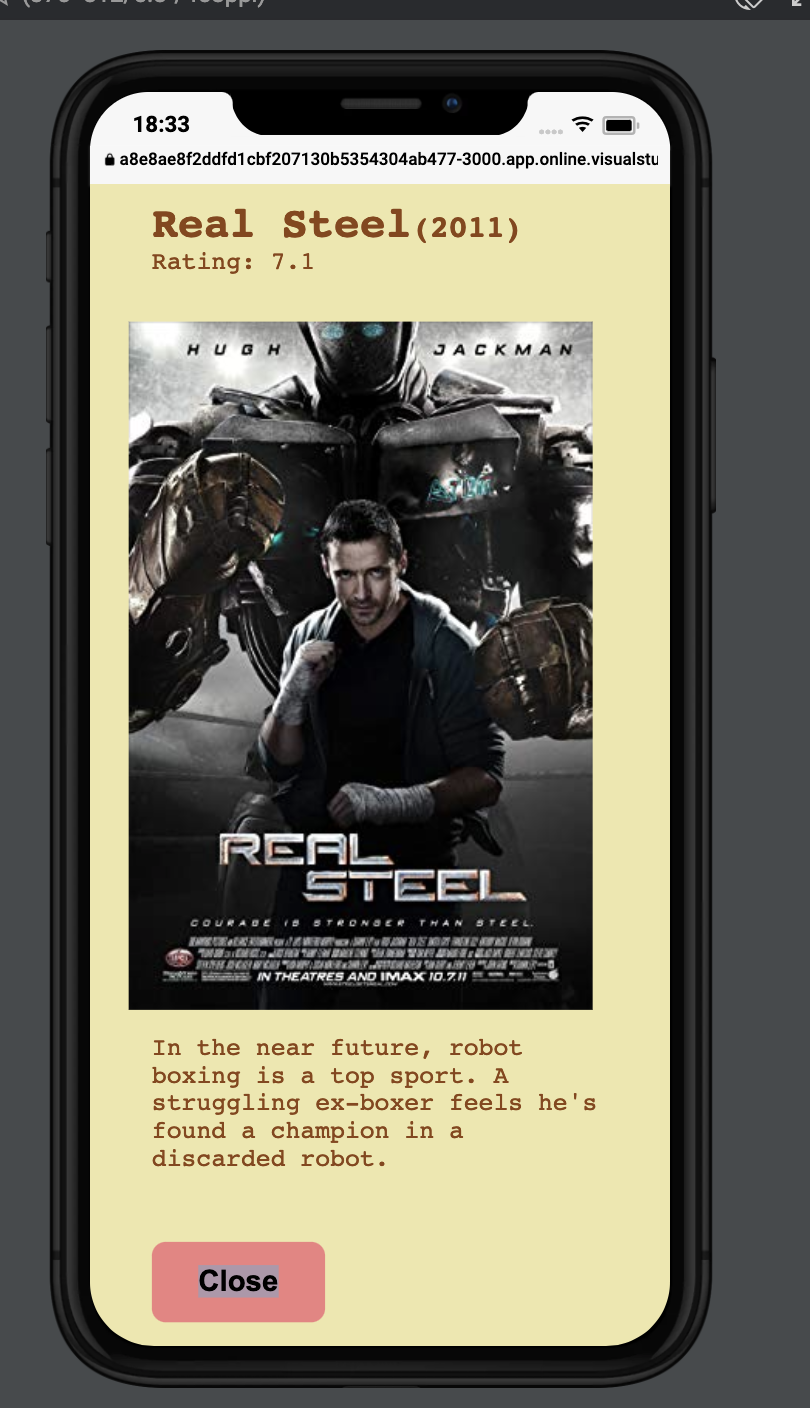 18:33
a8e8ae8f2ddfd1cbf207130b5354304ab477-3000.app.online.visualstu
Real Steel(2011)
Rating: 7.1
HUGH JACKMAN
REAL
STEEL
COURAGE IS STRONGER THAN STEEL.
IN THEATRES AND IMAX 10.7.11
In the near future, robot
boxing is a top sport. A
struggling ex-boxer feels he's
found a champion in a
discarded robot.
Close